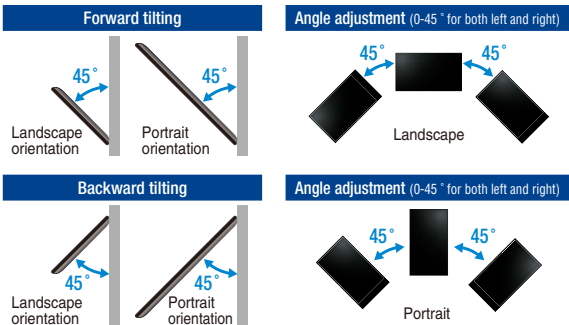 Forward tilting
45˚
Landscape
orientation
45˚
Portrait
orientation
Angle adjustment (0-45 ˚ for both left and right)
45˚
45˚
Landscape
Backward tilting
45˚
Landscape
orientation
45˚
Portrait
orientation
Angle adjustment (0-45 ˚ for both left and right)
45˚
45˚
Portrait